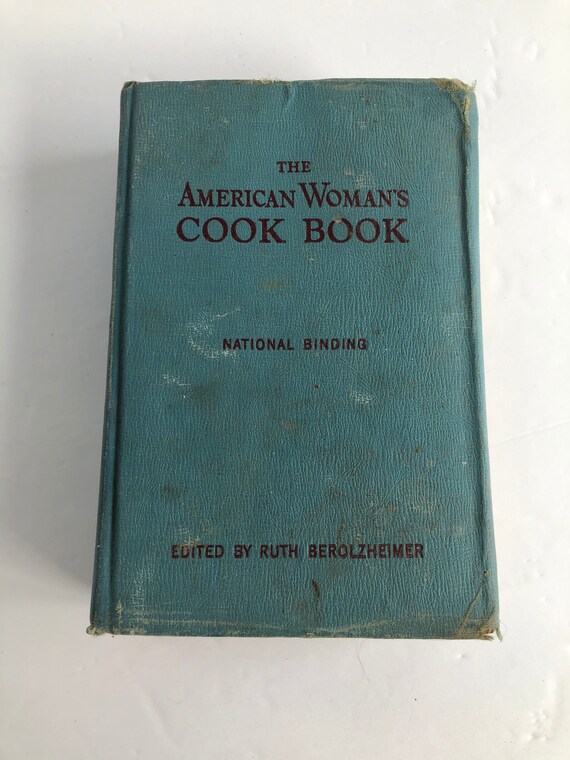 THE
AMERICAN WOMAN'S
COOK BOOK
NATIONAL BINDING
EDITED BY RUTH BEROLZHEIMER